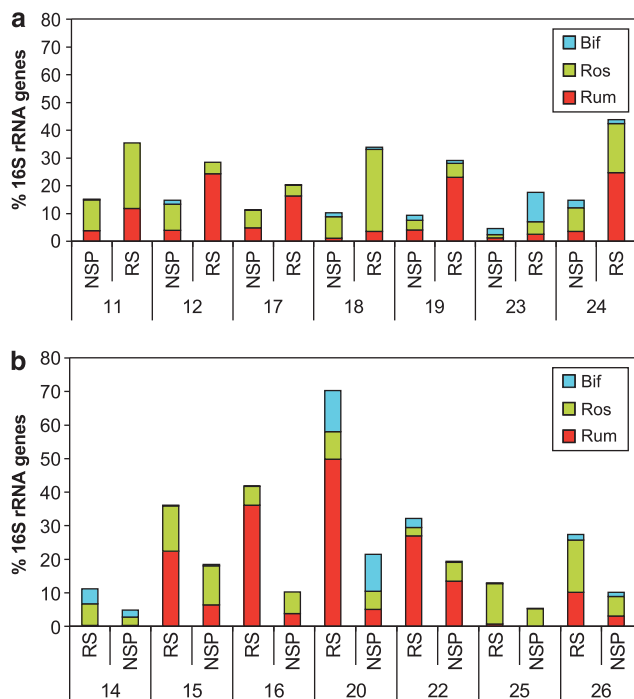 a
% 16S rRNA genes
80
70
60
50
40
30
20
10
0
Bif
Ros
Rum
NSP RS NSP RS NSP RS NSP RS NSP RS NSP RS NSP RS
11 12 17 18 19 23 24
b
% 16S rRNA genes
80
70
60
50
40
30
20
10
0
Bif
Ros
Rum
RS NSP RS NSP RS NSP RS NSP RS NSP RS NSP RS NSP
14 15 16 20 22 25 26